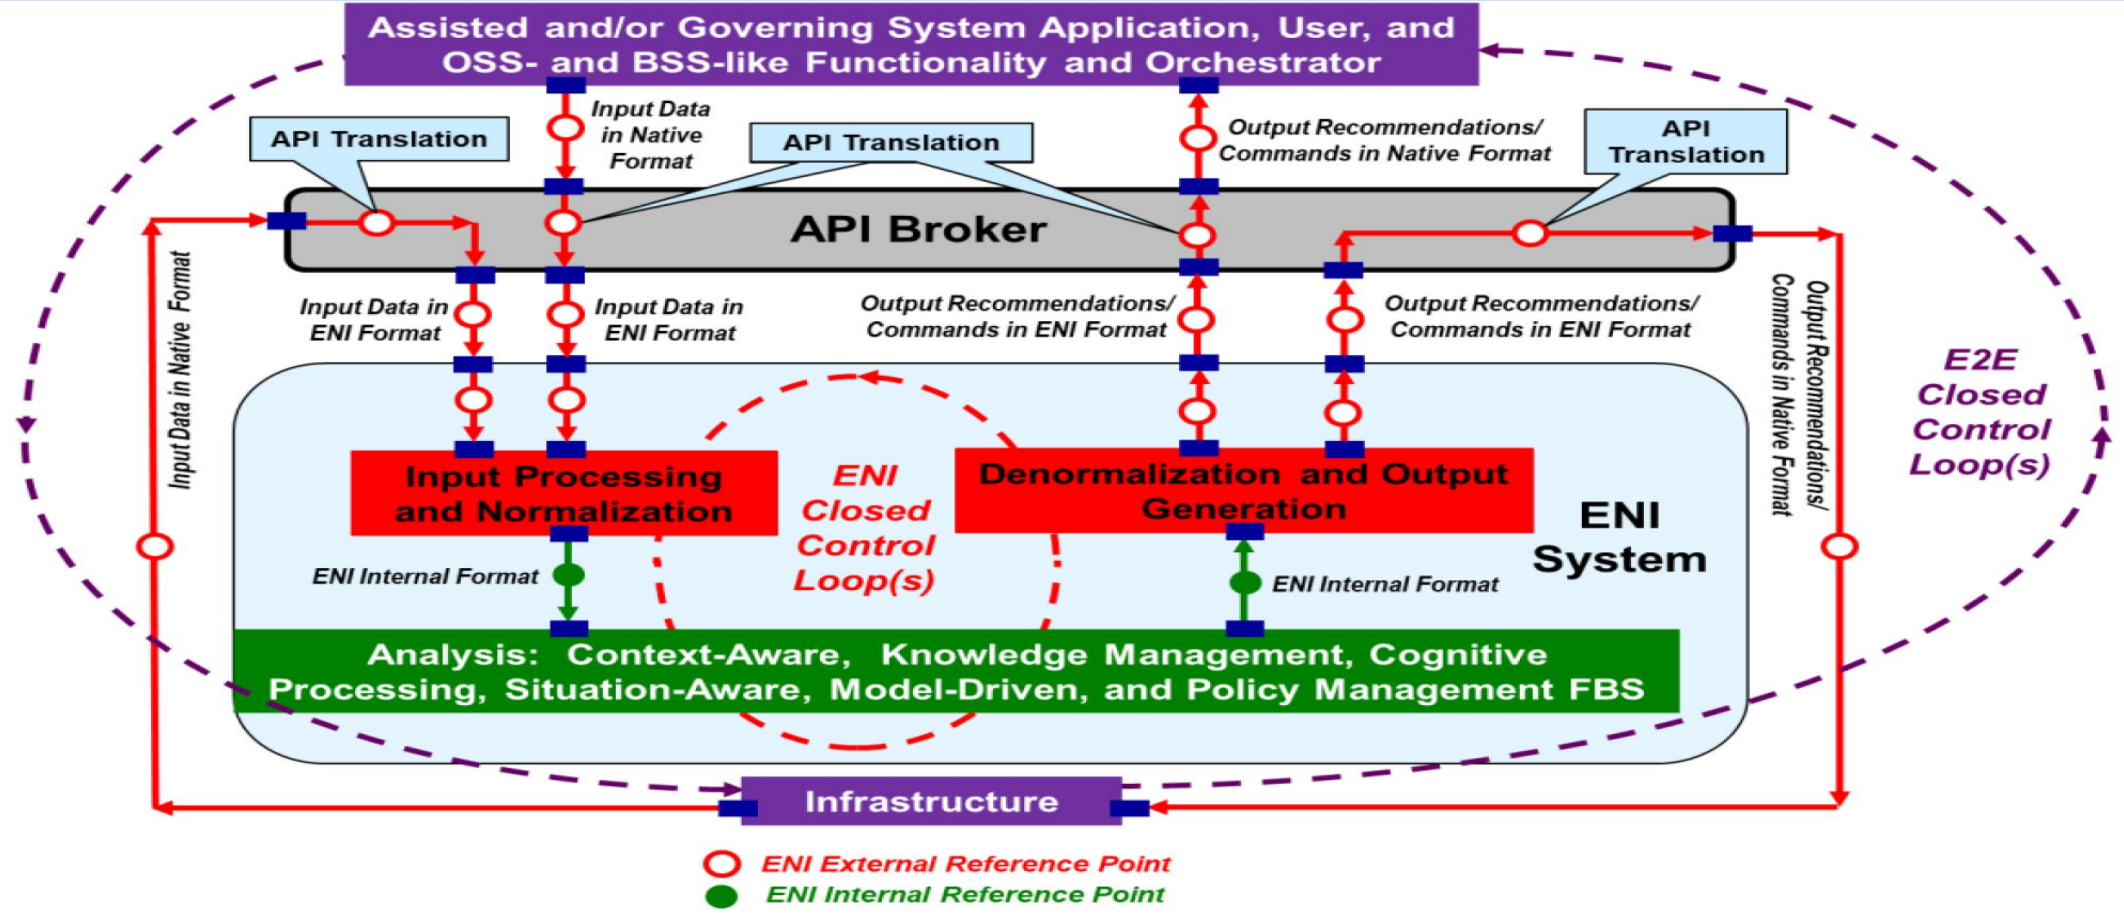 Assisted and/or Governing System Application, User, and
OSS- and BSS-like Functionality and Orchestrator
Input Data
in Native
Format
API Translation
API Translation
Output Recommendations/
Commands in Native Format
API
Translation
API Broker
Input Data in Native Format
Input Data in
ENI Format
Input Data in
ENI Format
Output Recommendations/
Commands in ENI Format
Output Recommendations/
Commands in ENI Format
Output Recommendations/
Commands in Native Format
E2E
Closed
Control
Loop(s)
Input Processing
and Normalization
ENI
Closed
Control
Loop(s)
Denormalization and Output
Generation
ENI
System
ENI Internal Format
ENI Internal Format
Analysis: Context-Aware, Knowledge Management, Cognitive
Processing, Situation-Aware, Model-Driven, and Policy Management FBS
Infrastructure
ENI External Reference Point
ENI Internal Reference Point